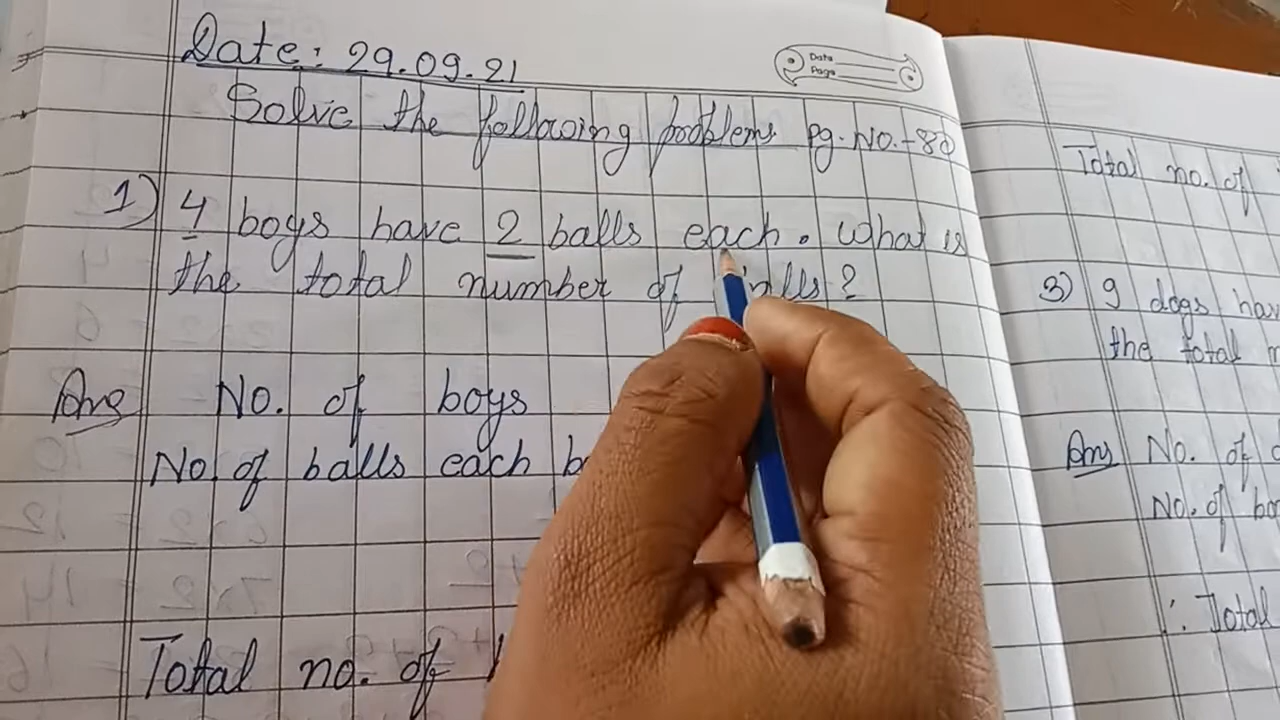 Date: 29.09.21
Data
Page
Solve the following problems pg. No.-80
1) 4 boys have 2 balls each. What is
the total number of balls?
Ans No. of boys
No. of balls each
Total no. of
Total no. of
3) 9 dogs
the total
Ans No. of
No. of
∴ Total